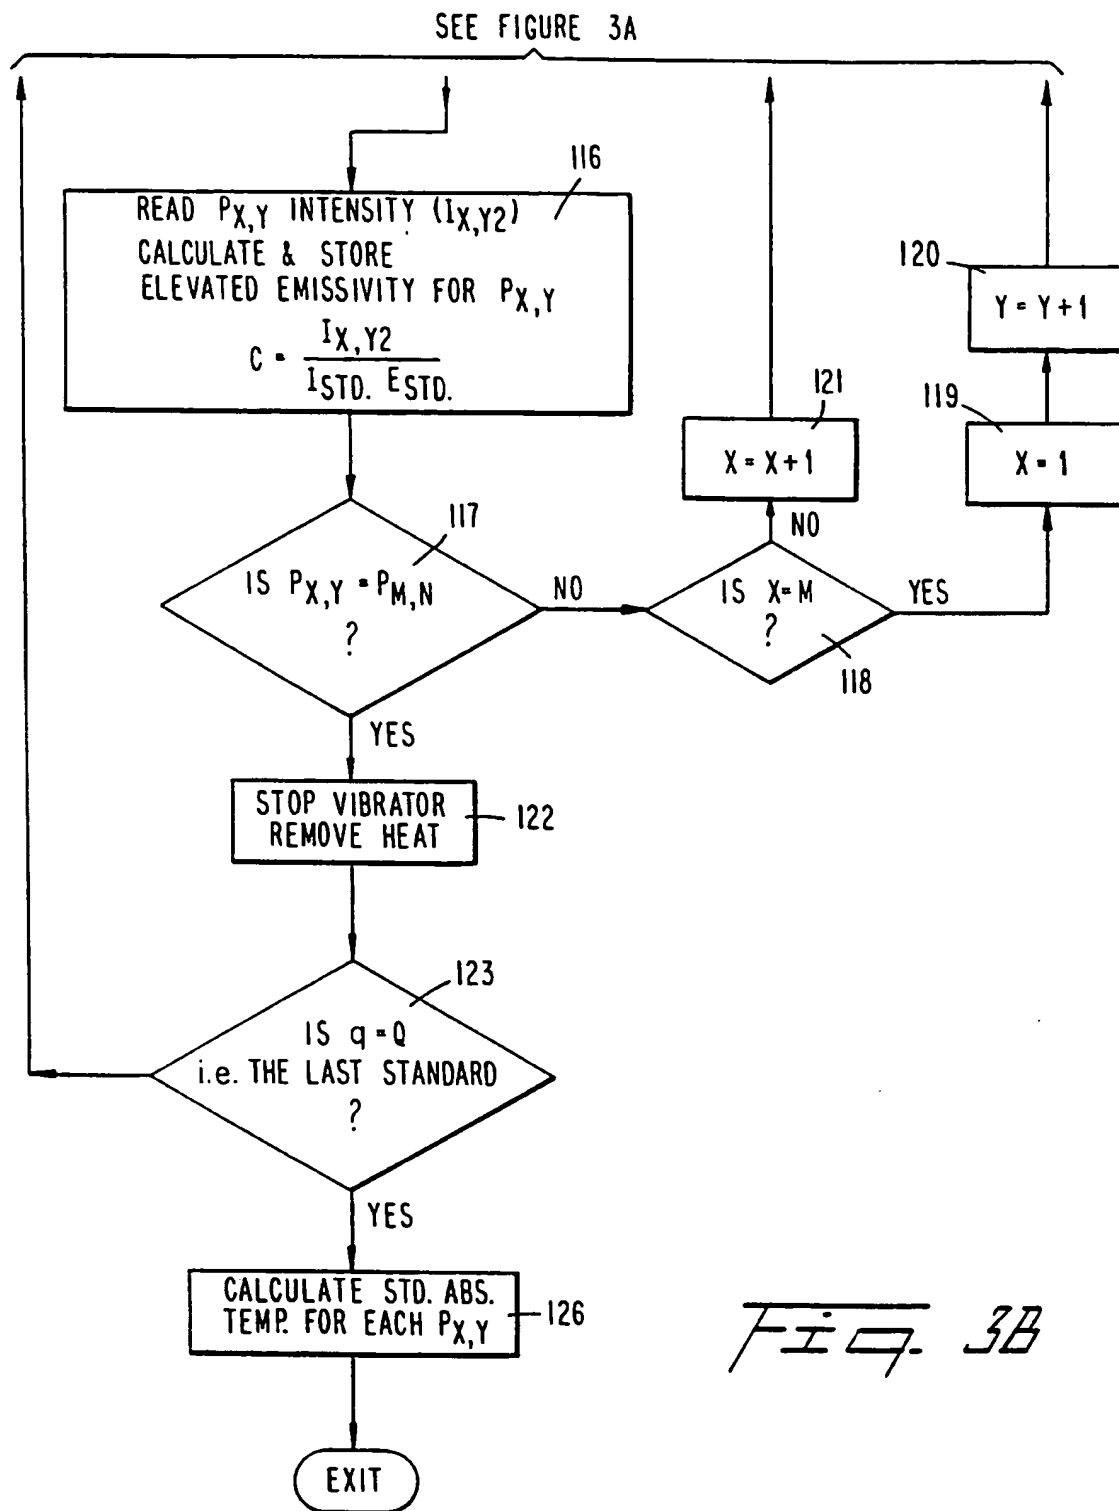 SEE FIGURE 3A
116
READ PX,Y INTENSITY (IX,Y2)
CALCULATE & STORE
ELEVATED EMISSIVITY FOR PX,Y
C = IX,Y2
ISTD. ESTD.
120
Y = Y+1
121
X = X+1
119
X = 1
117
IS PX,Y = PM,N
?
NO
NO
IS X=M
?
YES
118
YES
STOP VIBRATOR
REMOVE HEAT
122
123
IS q = Q
i.e. THE LAST STANDARD
?
YES
CALCULATE STD. ABS.
TEMP. FOR EACH PX,Y
126
EXIT
Fig. 3B